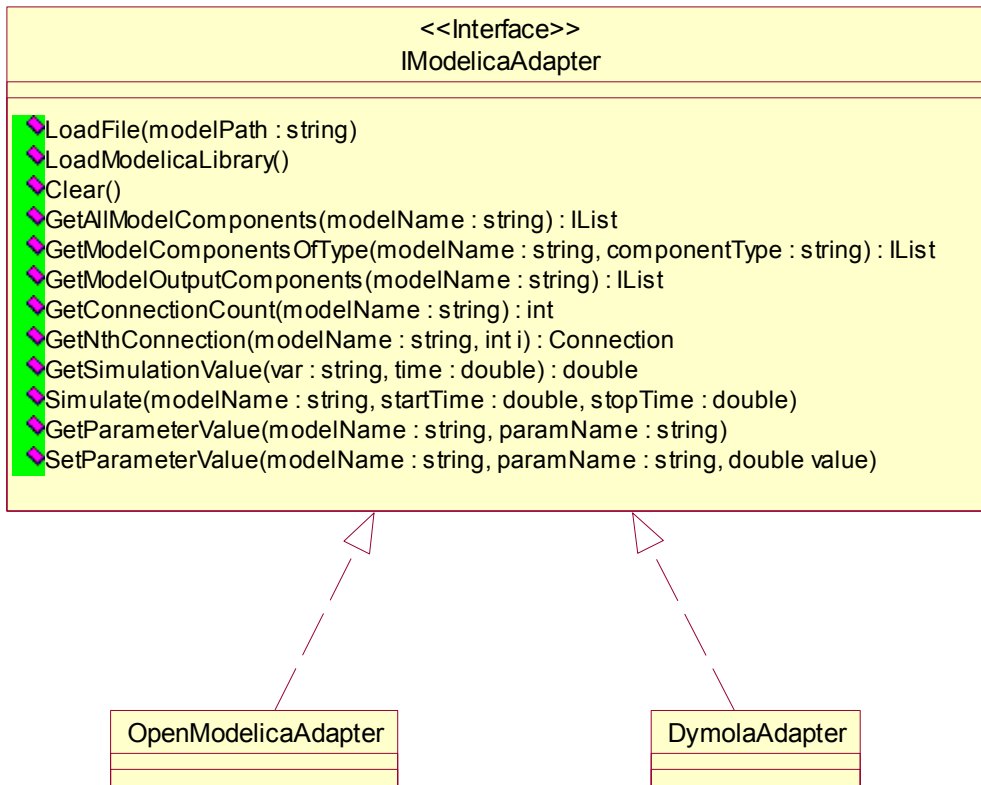 <<Interface>>
IModelicaAdapter
LoadFile(modelPath : string)
LoadModelicaLibrary()
Clear()
GetAllModelComponents(modelName : string) : IList
GetModelComponentsOfType(modelName : string, componentType : string) : IList
GetModelOutputComponents(modelName : string) : IList
GetConnectionCount(modelName : string) : int
GetNthConnection(modelName : string, int i) : Connection
GetSimulationValue(var : string, time : double) : double
Simulate(modelName : string, startTime : double, stopTime : double)
GetParameterValue(modelName : string, paramName : string)
SetParameterValue(modelName : string, paramName : string, double value)
OpenModelicaAdapter
DymolaAdapter